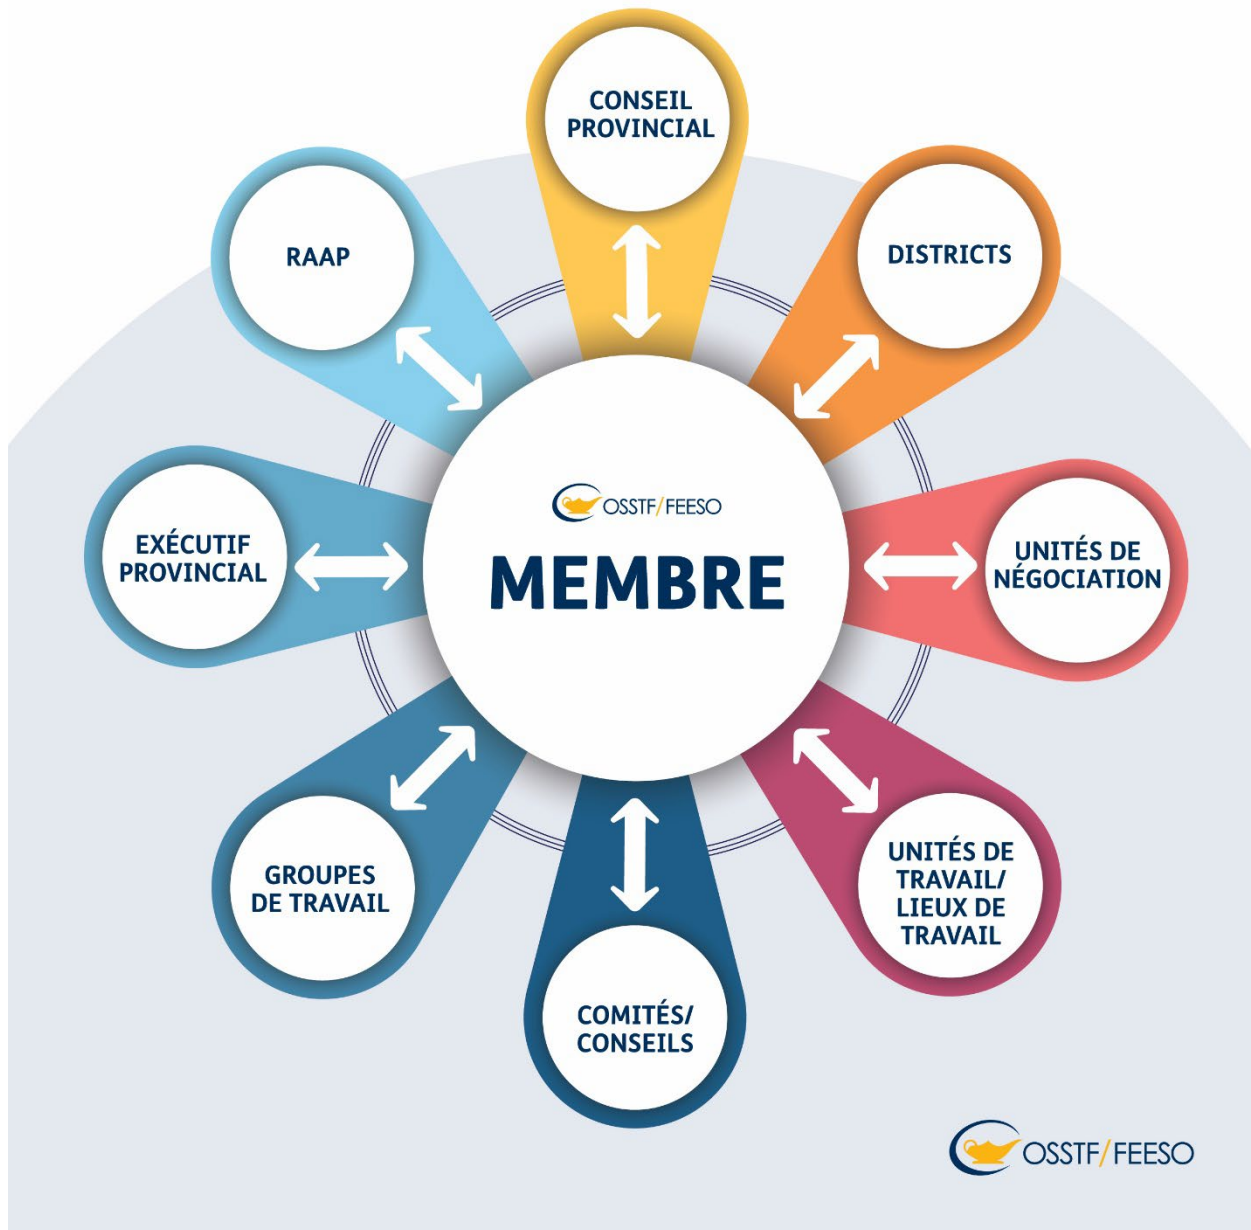 CONSEIL
PROVINCIAL
RAAP
DISTRICTS
OSSTF/FEESO
MEMBRE
EXÉCUTIF
PROVINCIAL
UNITÉS DE
NÉGOCIATION
GROUPES
DE TRAVAIL
UNITÉS DE
TRAVAIL/
LIEUX DE
TRAVAIL
COMITÉS/
CONSEILS
OSSTF/FEESO